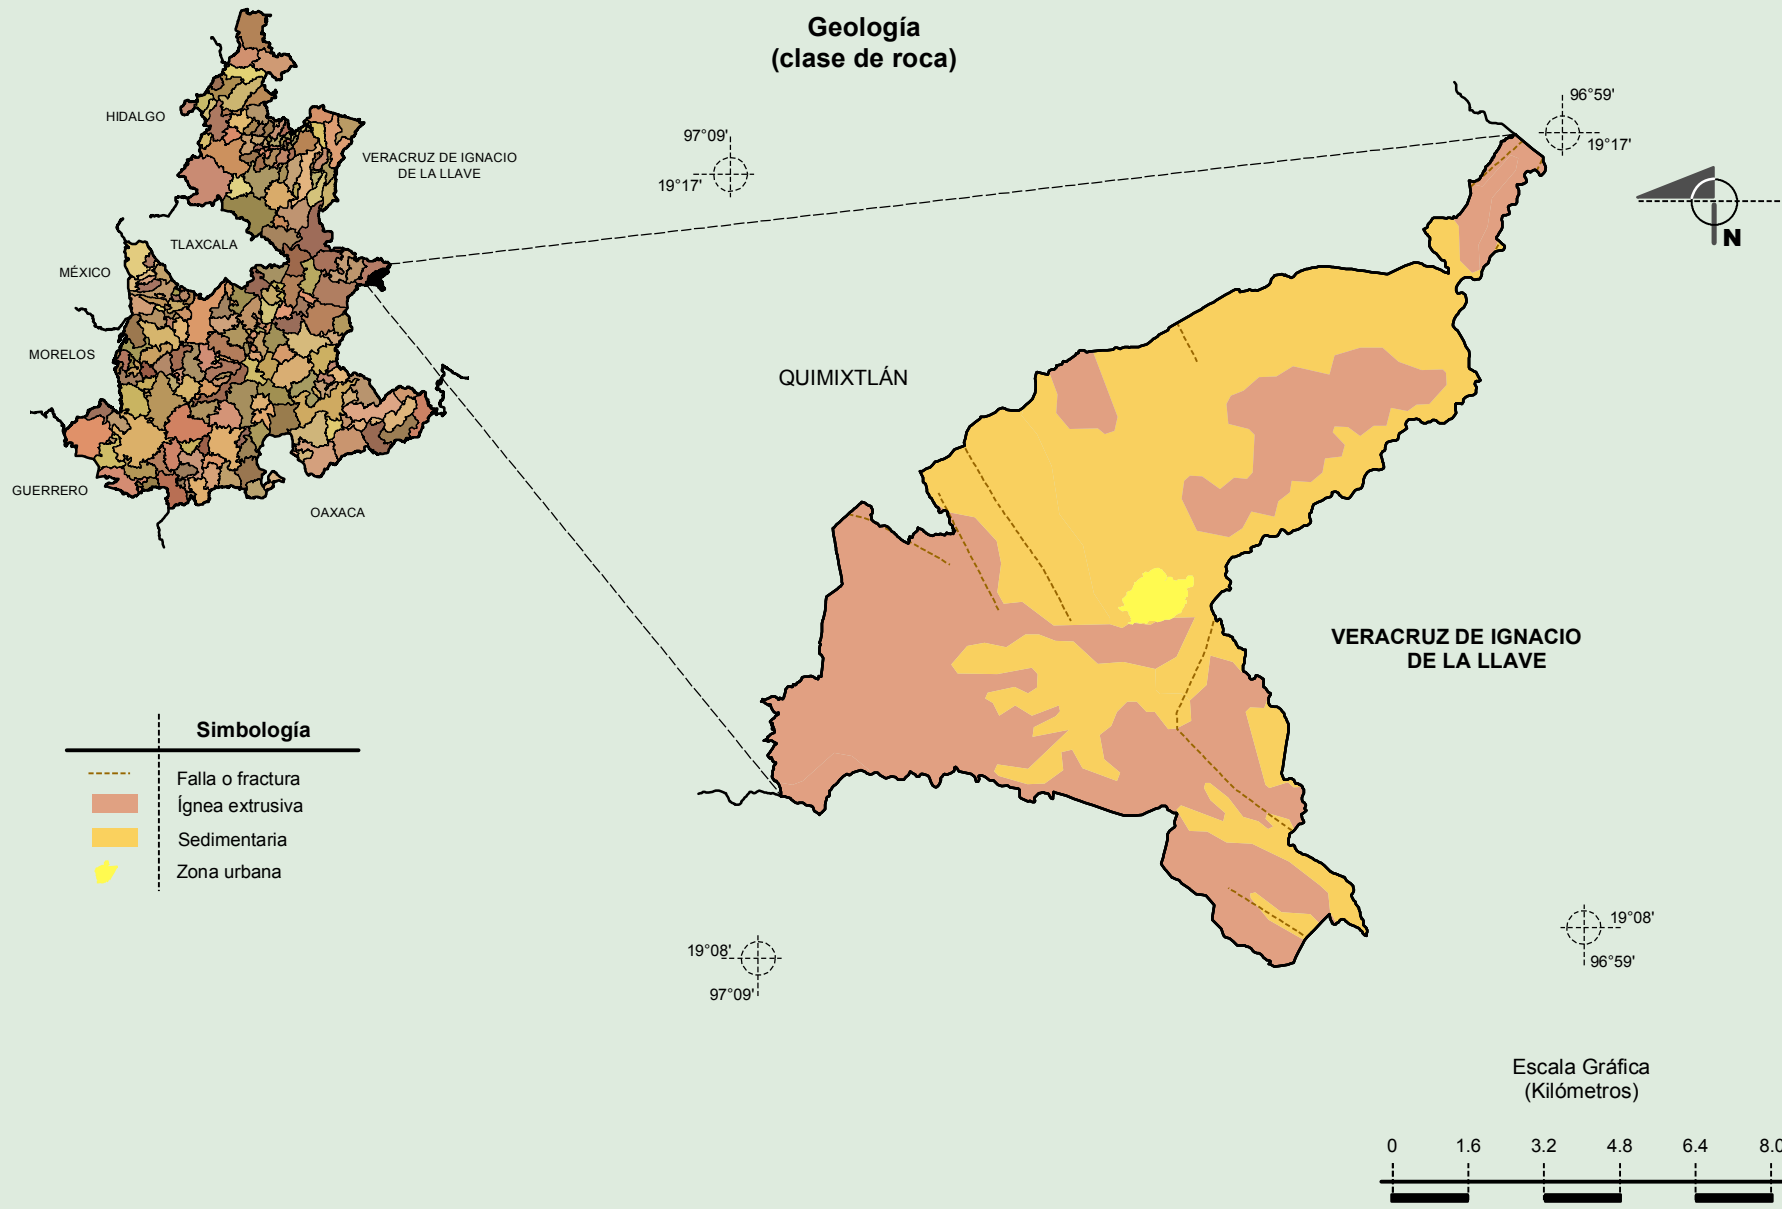 Geología
(clase de roca)
HIDALGO
VERACRUZ DE IGNACIO
DE LA LLAVE
TLAXCALA
MÉXICO
MORELOS
GUERRERO
OAXACA
97°09'
19°17'
96°59'
19°17'
N
QUIMIXTLÁN
VERACRUZ DE IGNACIO
DE LA LLAVE
Simbología
Falla o fractura
Ígnea extrusiva
Sedimentaria
Zona urbana
19°08'
97°09'
19°08'
96°59'
Escala Gráfica
(Kilómetros)
0 1.6 3.2 4.8 6.4 8.0